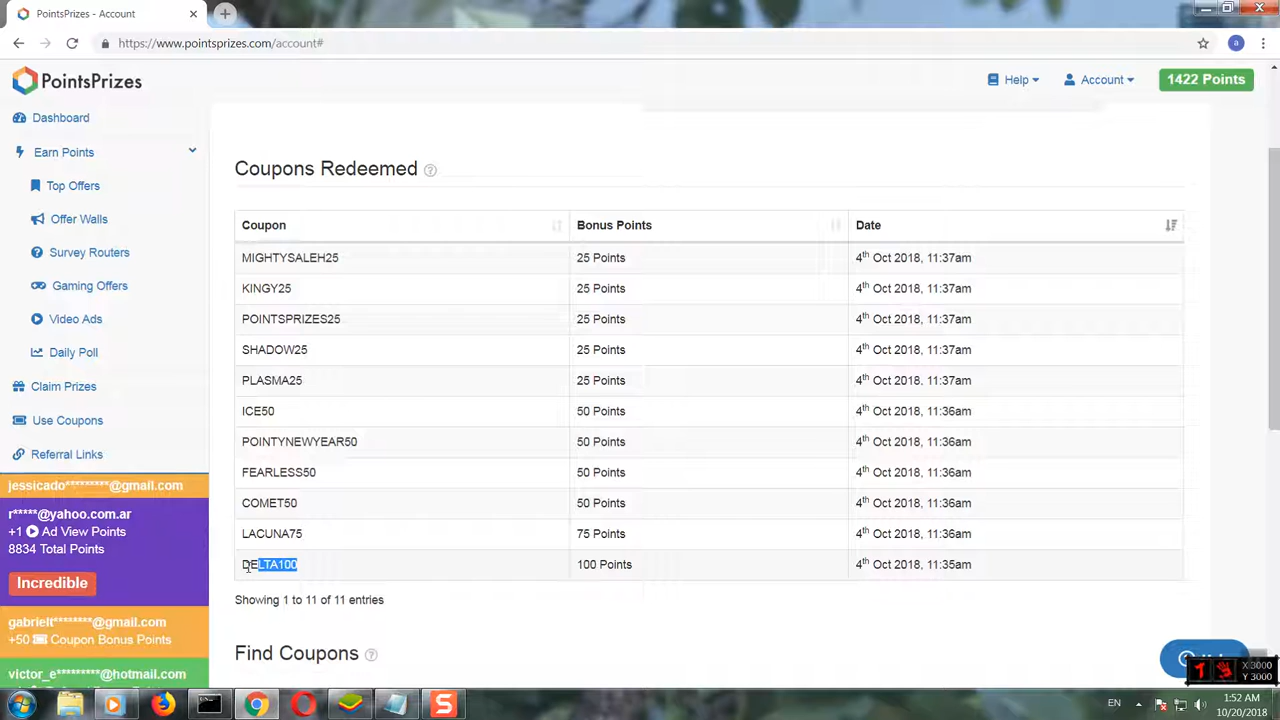 PointsPrizes - Account
https://www.pointsprizes.com/account#
a
PointsPrizes
Help
Account
1422 Points
Dashboard
Earn Points
Top Offers
Offer Walls
Survey Routers
Gaming Offers
Video Ads
Daily Poll
Claim Prizes
Use Coupons
Referral Links
jessicado*********@gmail.com
r*****@yahoo.com.ar
+1 Ad View Points
8834 Total Points
Incredible
gabrielt********@gmail.com
+50 Coupon Bonus Points
victor_e*********@hotmail.com
Coupons Redeemed
Coupon Bonus Points Date
MIGHTYSALEH25 25 Points 4th Oct 2018, 11:37am
KINGY25 25 Points 4th Oct 2018, 11:37am
POINTSPRIZES25 25 Points 4th Oct 2018, 11:37am
SHADOW25 25 Points 4th Oct 2018, 11:37am
PLASMA25 25 Points 4th Oct 2018, 11:37am
ICE50 50 Points 4th Oct 2018, 11:36am
POINTYNEWYEAR50 50 Points 4th Oct 2018, 11:36am
FEARLESS50 50 Points 4th Oct 2018, 11:36am
COMET50 50 Points 4th Oct 2018, 11:36am
LACUNA75 75 Points 4th Oct 2018, 11:36am
DELTA100 100 Points 4th Oct 2018, 11:35am
Showing 1 to 11 of 11 entries
Find Coupons
X:3000
Y:3000
EN
1:52 AM
10/20/2018